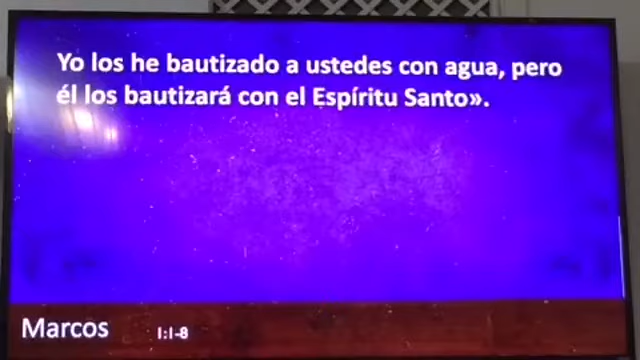 Yo los he bautizado a ustedes con agua, pero
él los bautizará con el Espíritu Santo».
Marcos 1:1-8